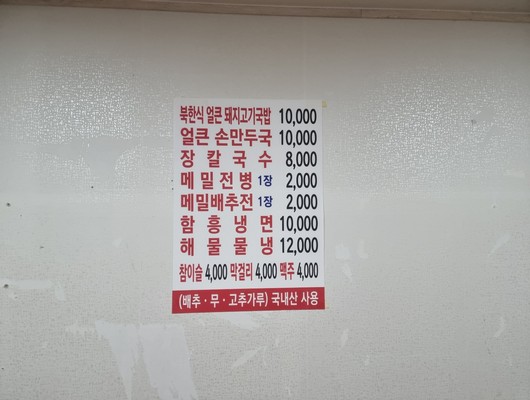 북한식 얼큰 돼지고기국밥 10,000
얼큰 손만두국 10,000
장칼국수 8,000
메밀전병 1장 2,000
메밀배추전 1장 2,000
함흥냉면 10,000
해물물냉 12,000
참이슬 4,000 막걸리 4,000 맥주 4,000
(배추·무·고추가루) 국내산 사용